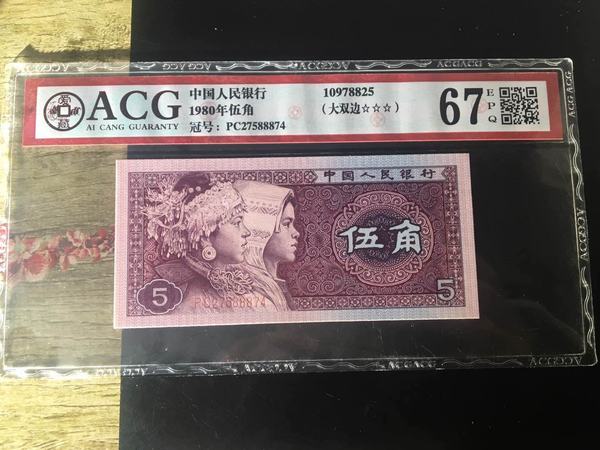 ACG
AI CANG GUARANTY
中国人民银行
1980年伍角
冠号: PC27588874
10978825
(大双边☆☆☆)
67
EPQ
中国人民银行
伍角
5
PC27588874
5